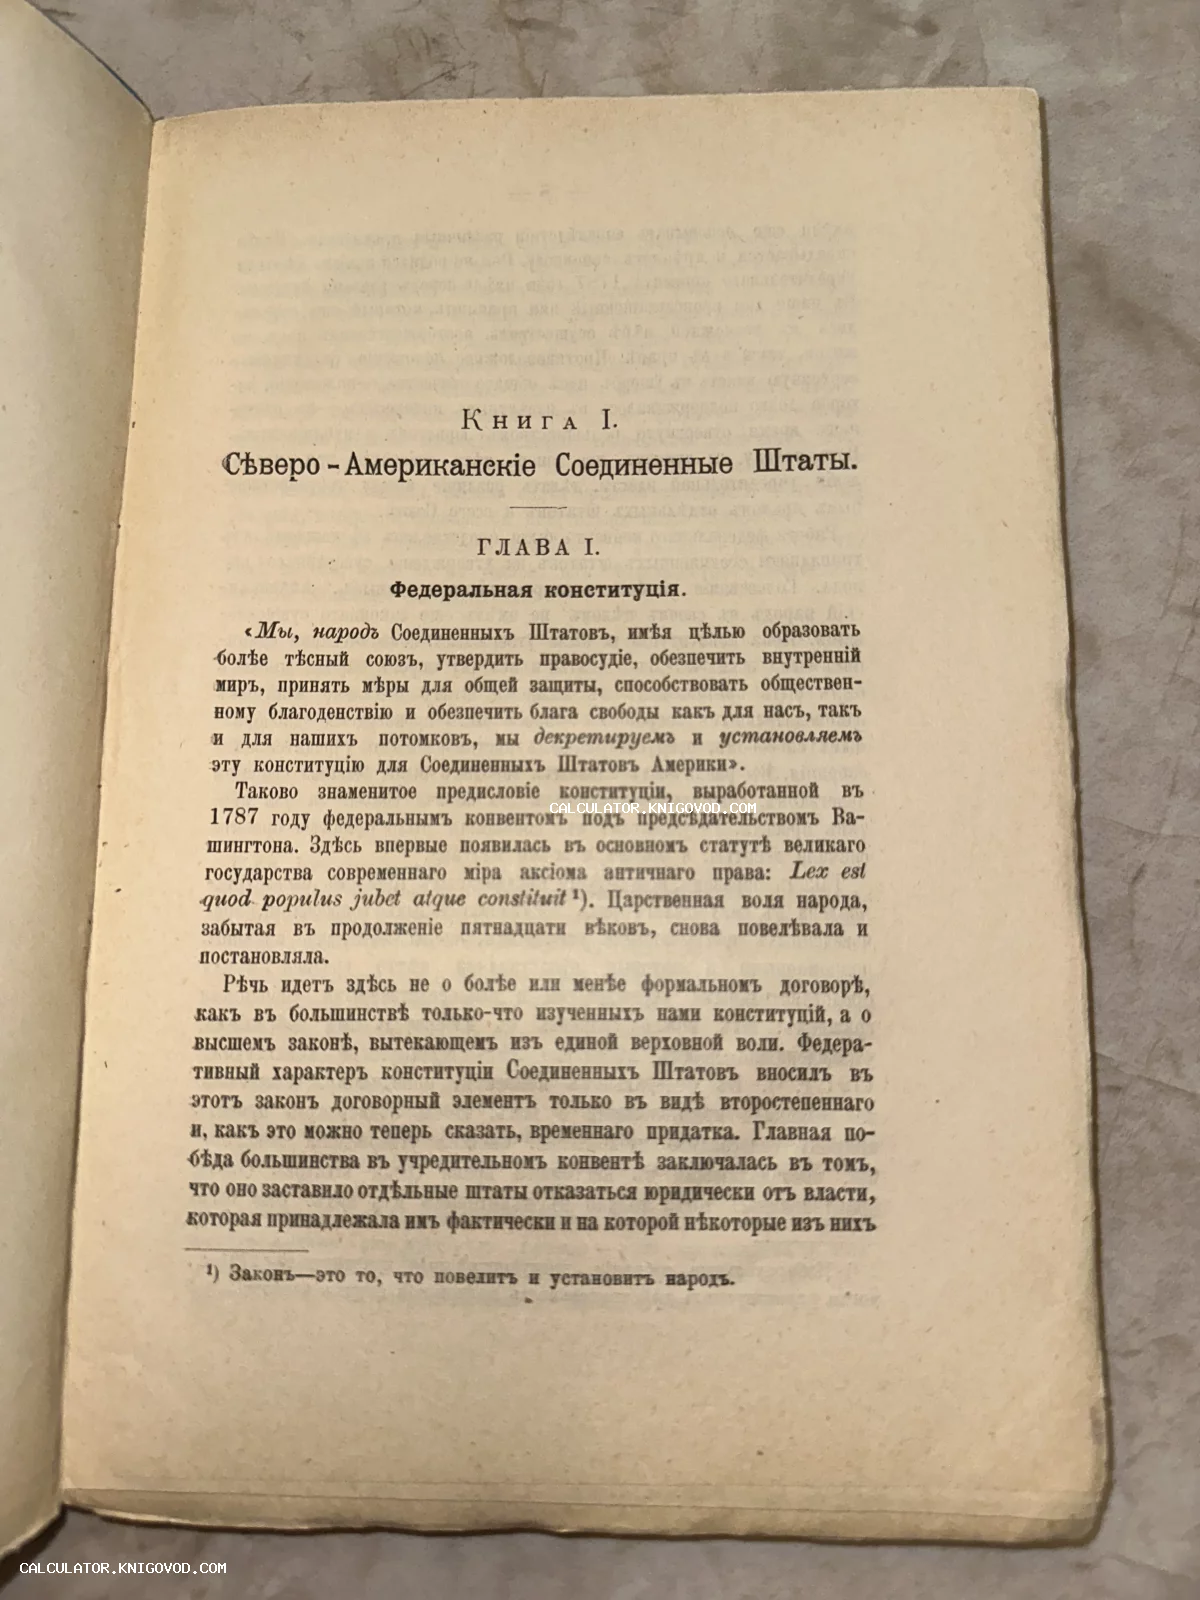 Книга I.
Сѣверо-Американскіе Соединенные Штаты.
ГЛАВА I.
Федеральная конституція.
«Мы, народъ Соединенныхъ Штатовъ, имѣя цѣлью образовать
болѣе тѣсный союзъ, утвердить правосудіе, обезпечить внутренній
миръ, принять мѣры для общей защиты, способствовать обществен-
ному благоденствію и обезпечить блага свободы какъ для насъ, такъ
и для нашихъ потомковъ, мы декретируемъ и установляемъ
эту конституцію для Соединенныхъ Штатовъ Америки».
Таково знаменитое предисловіе конституціи, выработанной въ
CALCULATOR.KNIGOVOD.COM
1787 году федеральнымъ конвентомъ подъ предсѣдательствомъ Ва-
шингтона. Здѣсь впервые появилась въ основномъ статутѣ великаго
государства современнаго міра аксіома античнаго права: Lex est
quod populus jubet atque constituit ¹). Царственная воля народа,
забытая въ продолженіе пятнадцати вѣковъ, снова повелѣвала и
постановляла.
Рѣчь идетъ здѣсь не о болѣе или менѣе формальномъ договорѣ,
какъ въ большинствѣ только-что изученныхъ нами конституцій, а о
высшемъ законѣ, вытекающемъ изъ единой верховной воли. Федера-
тивный характеръ конституціи Соединенныхъ Штатовъ вносилъ въ
этотъ законъ договорный элементъ только въ видѣ второстепеннаго
и, какъ это можно теперь сказать, временнаго придатка. Главная по-
бѣда большинства въ учредительномъ конвентѣ заключалась въ томъ,
что оно заставило отдѣльные штаты отказаться юридически отъ власти,
которая принадлежала имъ фактически и на которой нѣкоторые изъ нихъ
¹) Законъ—это то, что повелитъ и установитъ народъ.
CALCULATOR.KNIGOVOD.COM